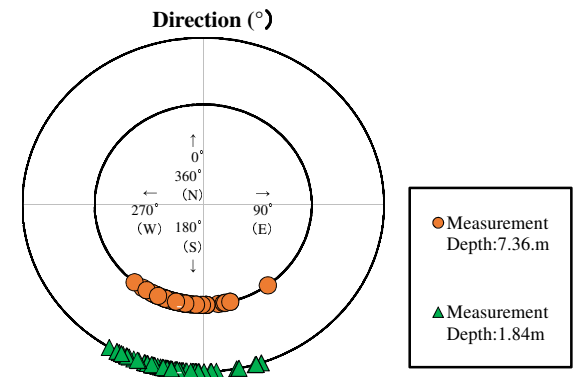 Direction (°)
↑
0°
360°
(N)
←
→
270°
90°
(W)
180°
(E)
(S)
↓
Measurement
Depth:7.36.m
Measurement
Depth:1.84m